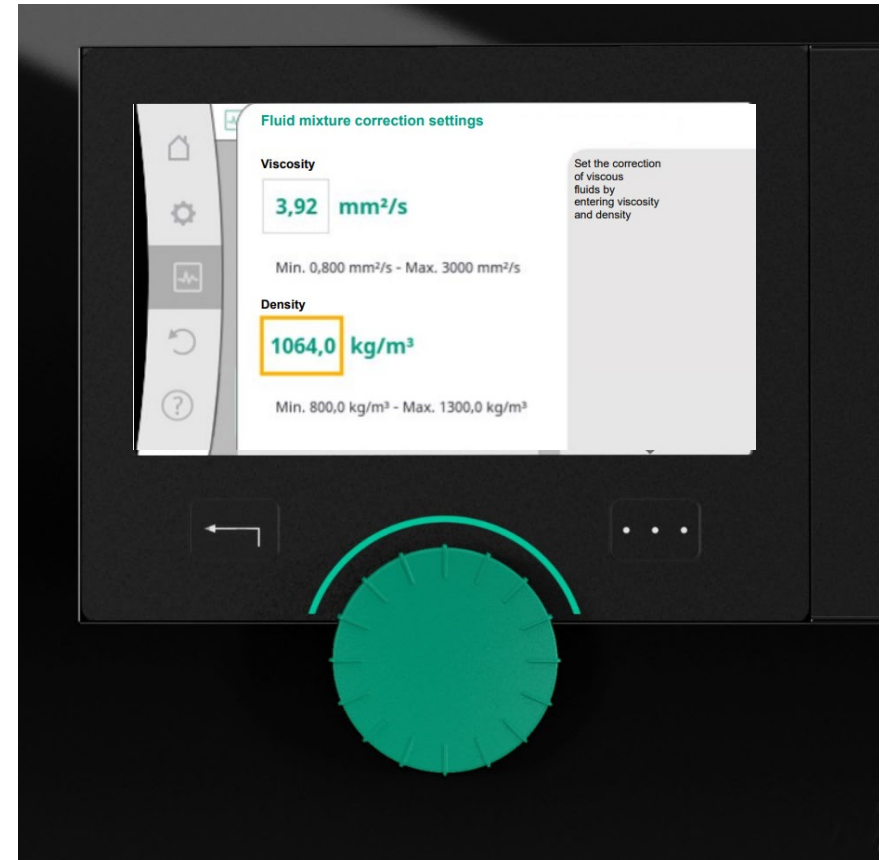 Fluid mixture correction settings
Viscosity
3,92 mm²/s
Min. 0,800 mm²/s - Max. 3000 mm²/s
Density
1064,0 kg/m³
Min. 800,0 kg/m³ - Max. 1300,0 kg/m³
Set the correction
of viscous
fluids by
entering viscosity
and density
?